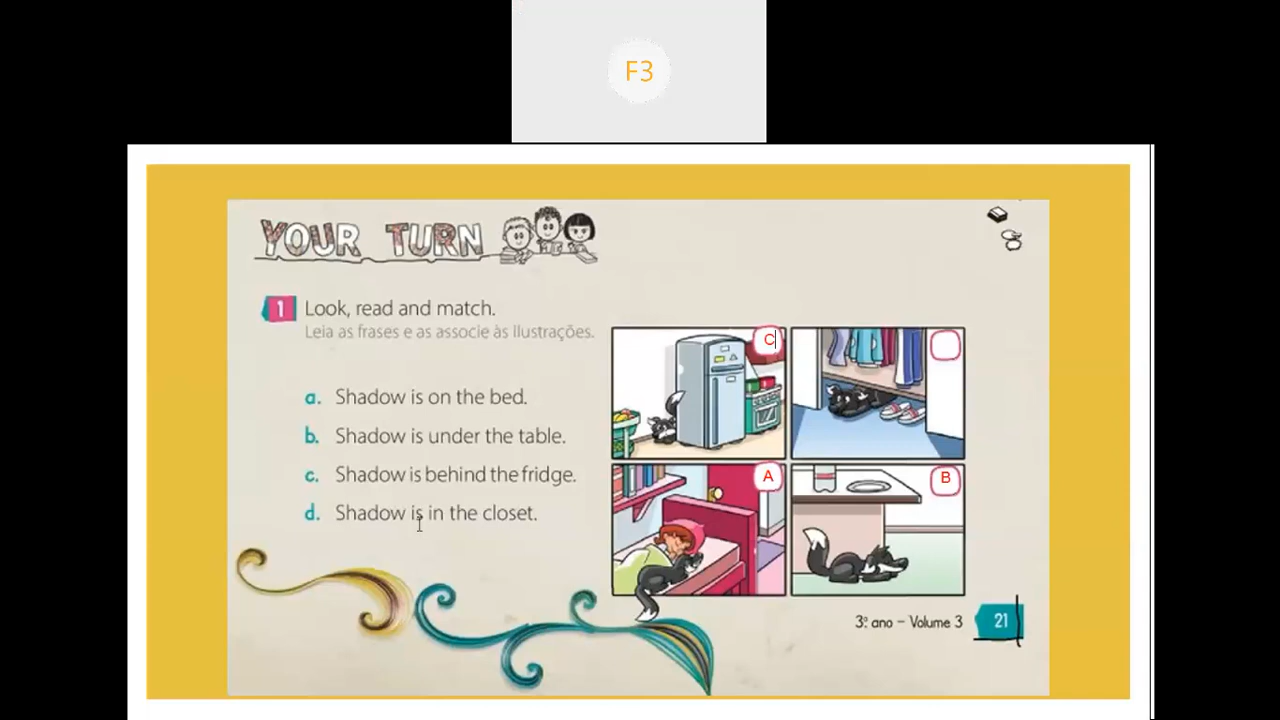 F3
YOUR TURN
1 Look, read and match.
Leia as frases e as associe às ilustrações.
a. Shadow is on the bed.
b. Shadow is under the table.
c. Shadow is behind the fridge.
d. Shadow is in the closet.
C
A
B
3º ano – Volume 3 21